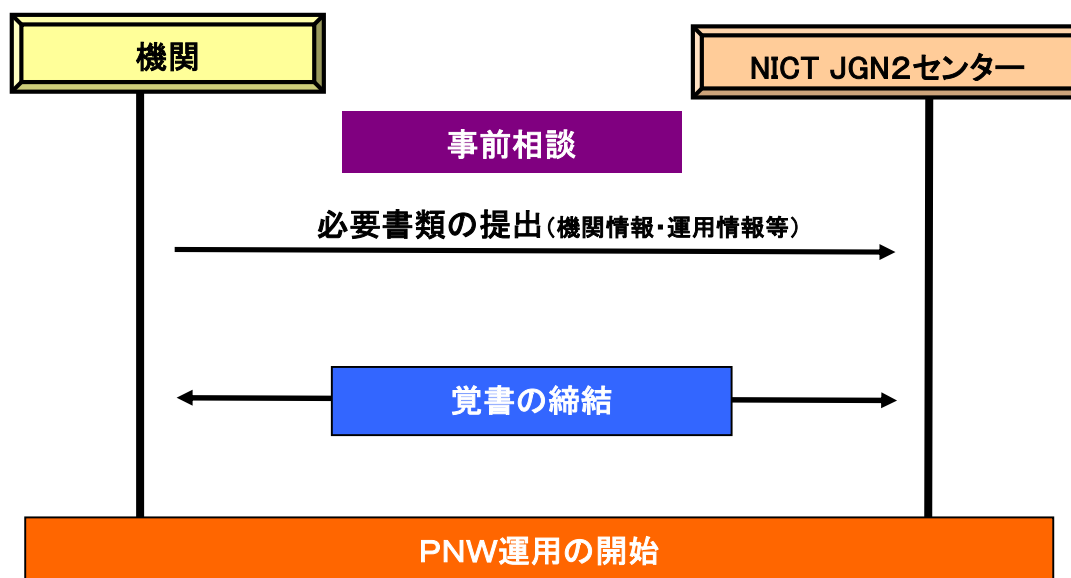 機関
NICT JGN2センター
事前相談
必要書類の提出(機関情報・運用情報等)
覚書の締結
PNW運用の開始